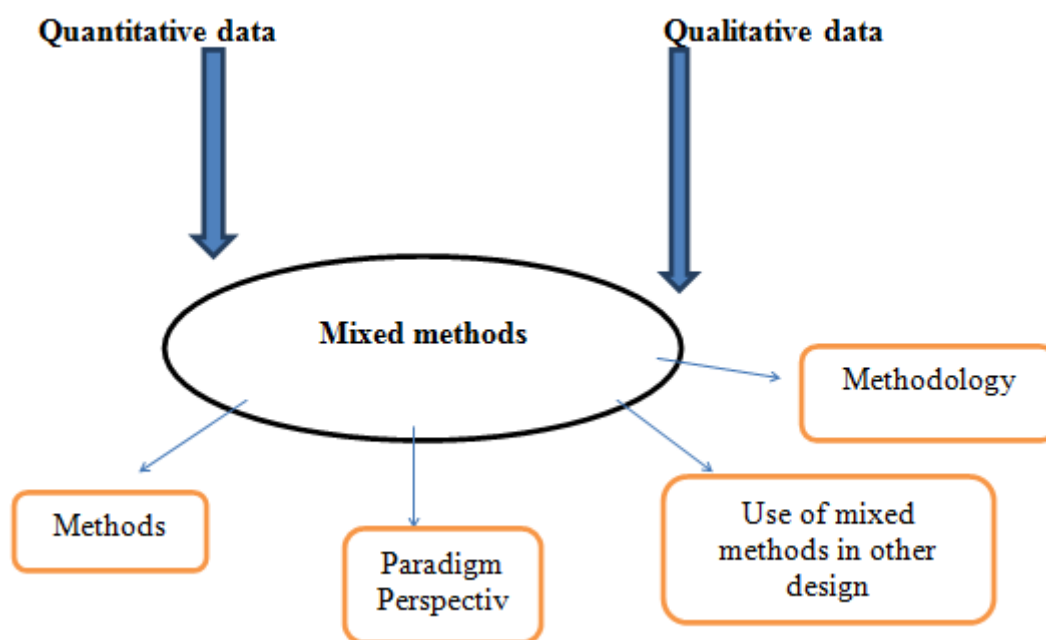 Quantitative data
Qualitative data
Mixed methods
Methodology
Methods
Paradigm
Perspectiv
Use of mixed
methods in other
design